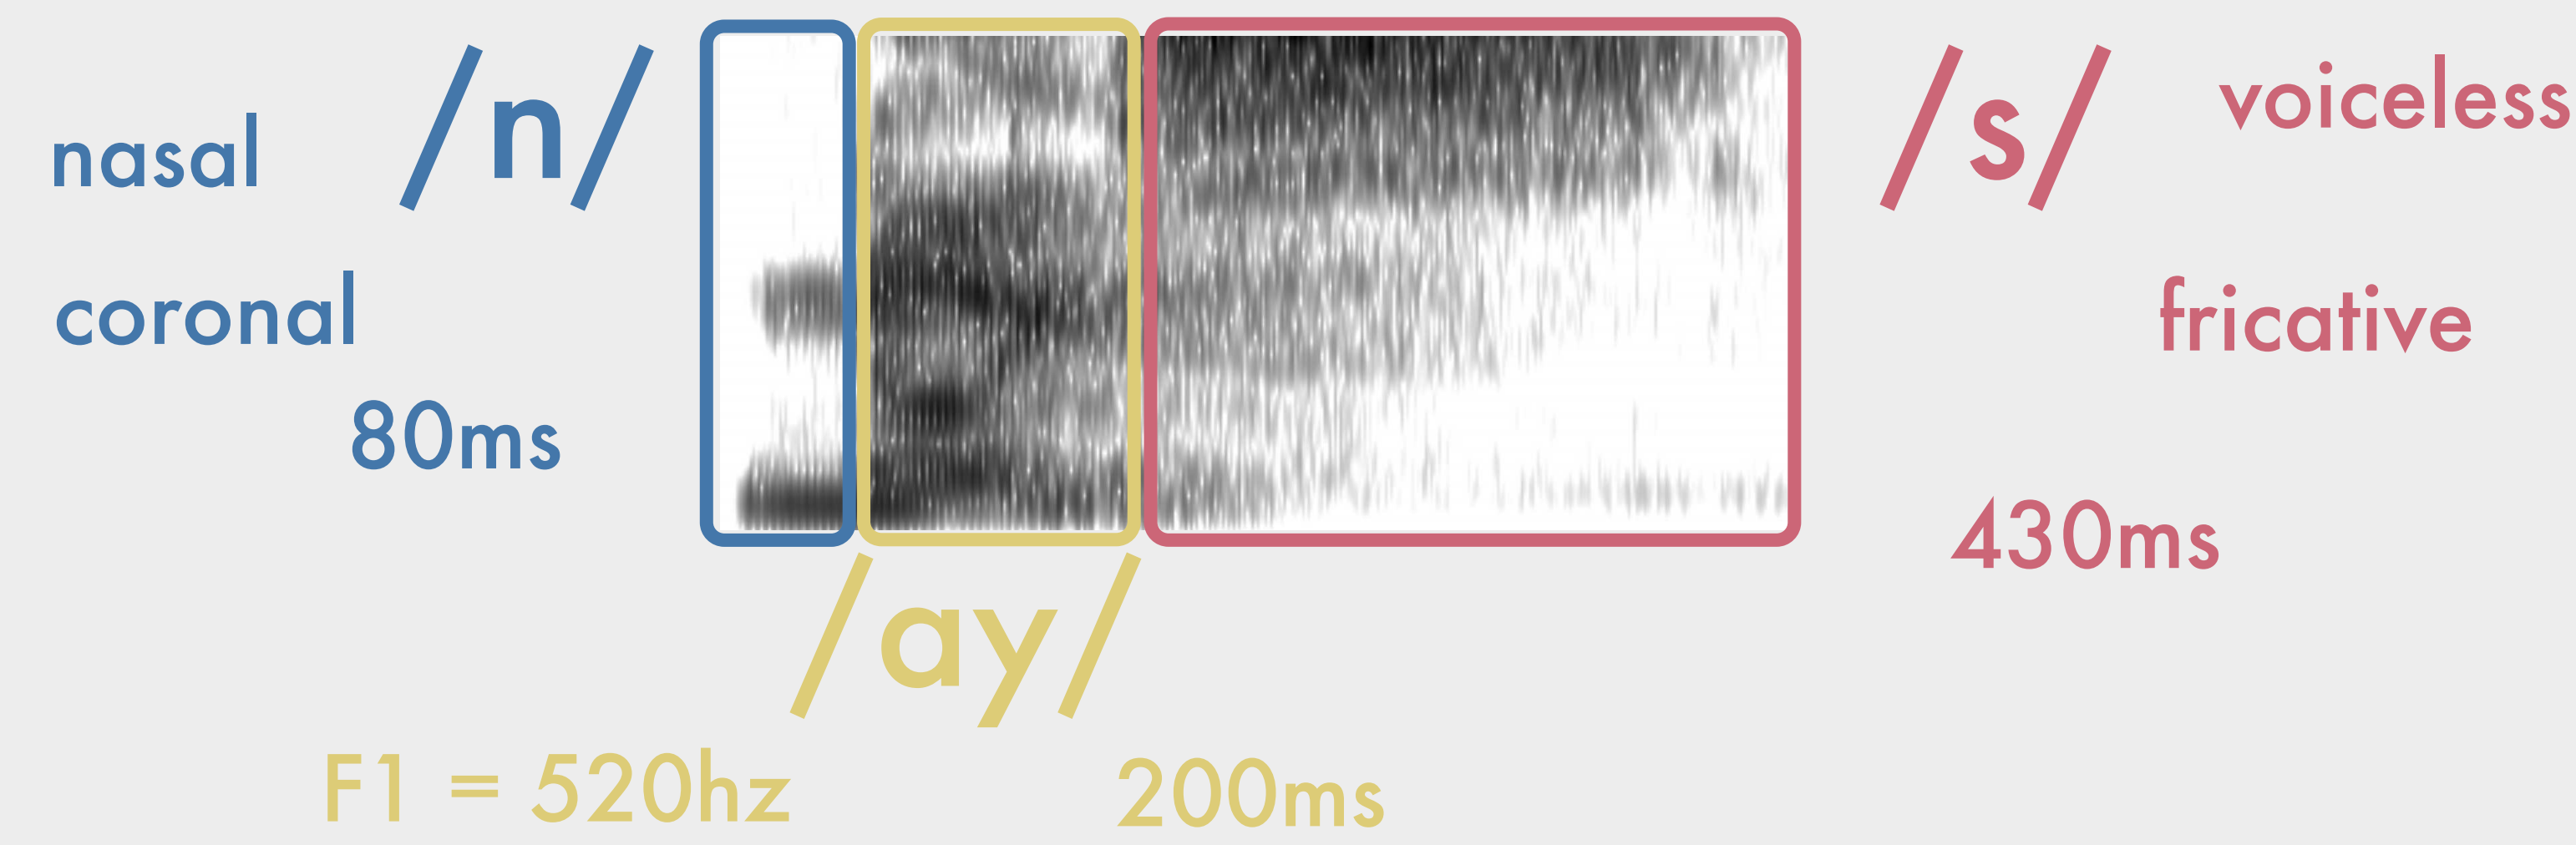 nasal
/n/
coronal
80ms
/ay/
F1 = 520hz
200ms
/s/
voiceless
fricative
430ms